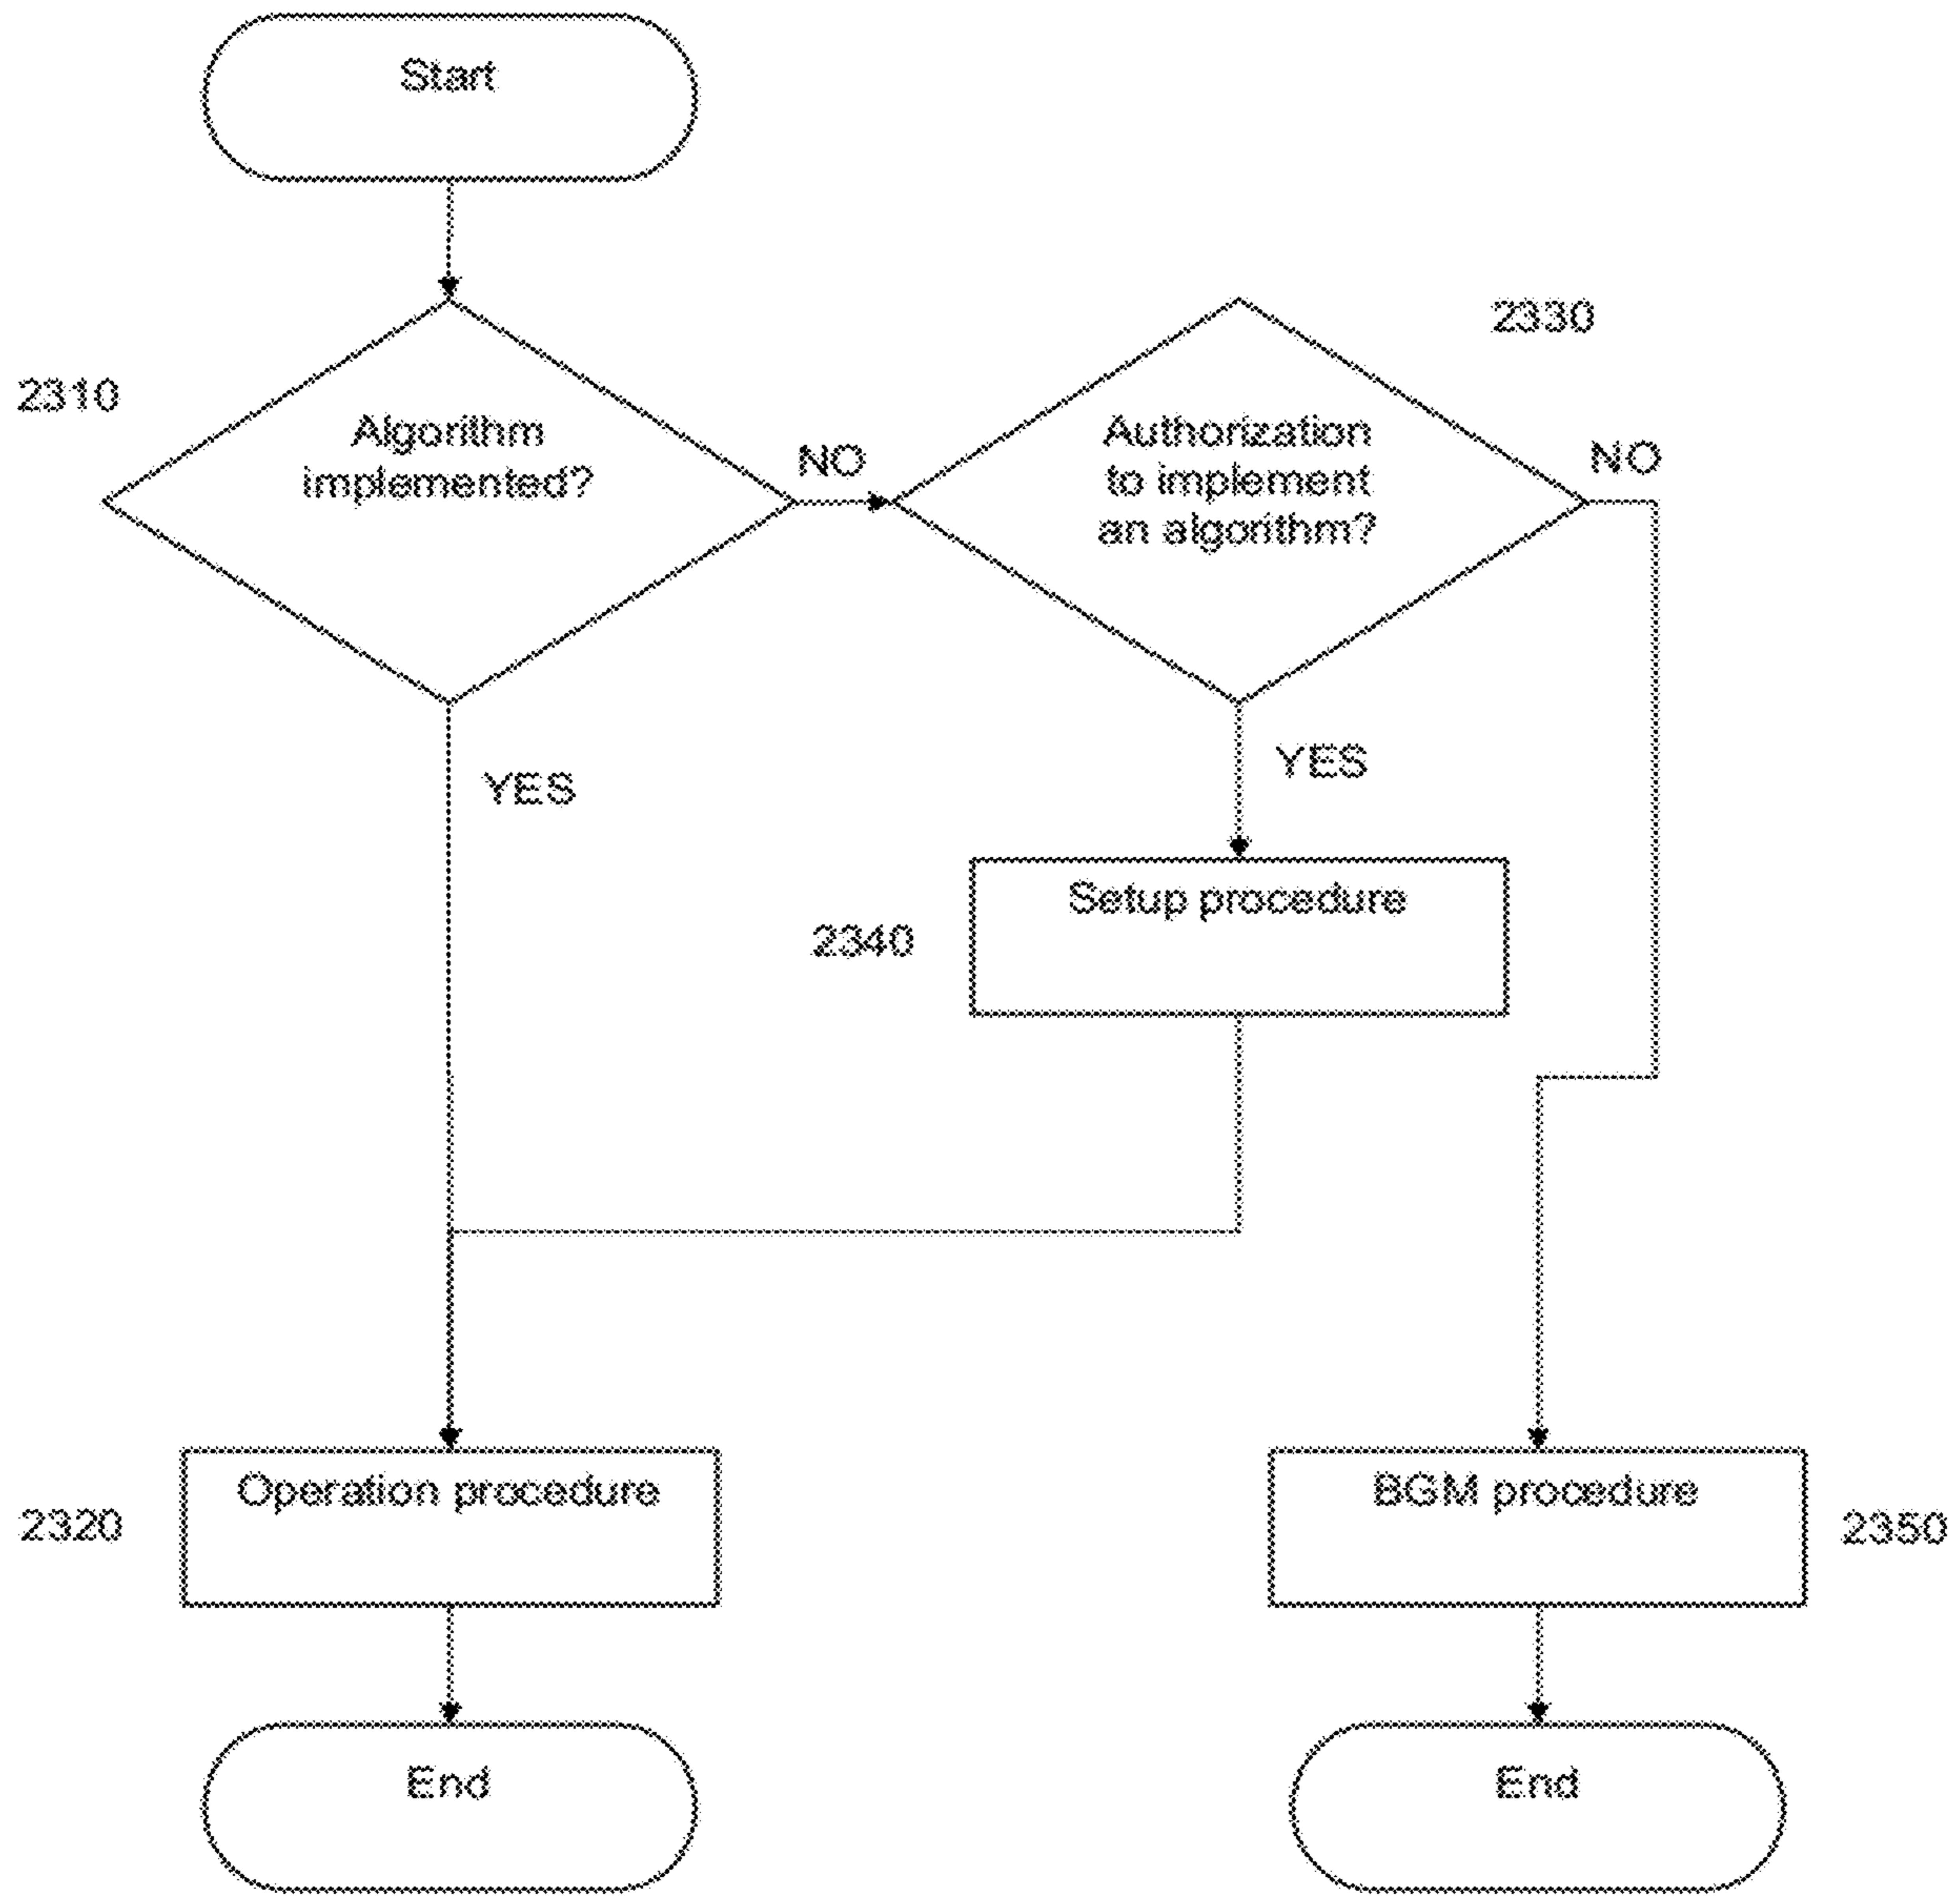 Start
2310
Algorithm
implemented?
NO
2330
Authorization
to implement
an algorithm?
NO
YES
YES
2340
Setup procedure
2320
Operation procedure
BGM procedure
2350
End
End